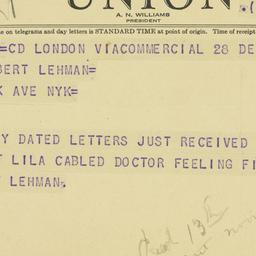 UNION
A. N. WILLIAMS
PRESIDENT
on telegrams and day letters is STANDARD TIME at point of origin. Time of receipt
=CD LONDON VIACOMMERCIAL 28 DE
BERT LEHMAN=
K AVE NYK=
Y DATED LETTERS JUST RECEIVED
T LILA CABLED DOCTOR FEELING FI
LEHMAN.